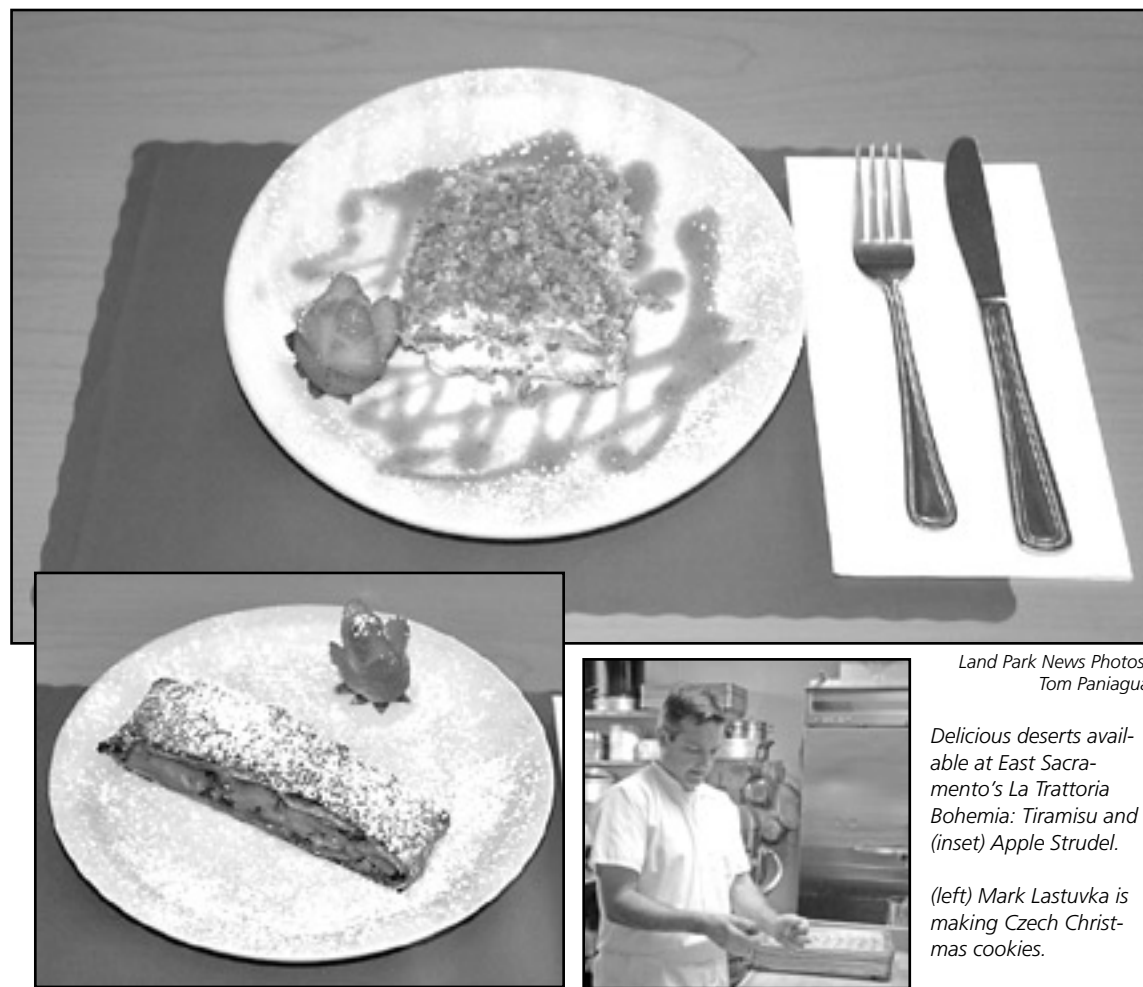 Land Park News Photos
Tom Paniagua
Delicious deserts avail-
able at East Sacra-
mento's La Trattoria
Bohemia: Tiramisu and
(inset) Apple Strudel.
(left) Mark Lastuvka is
making Czech Christ-
mas cookies.